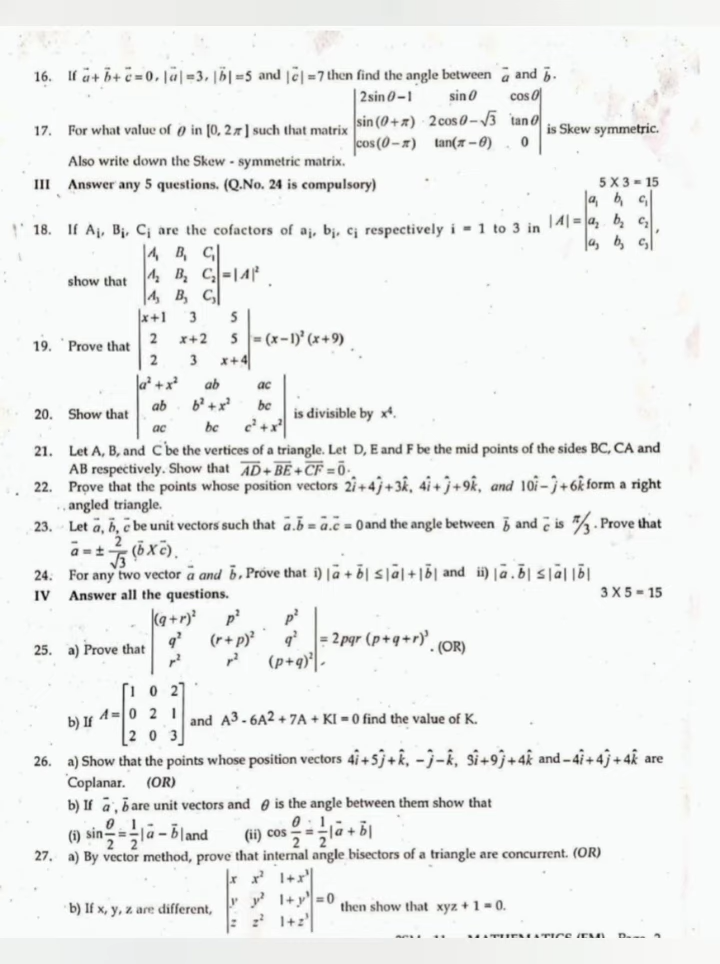 16. If a⃗ + b⃗ + c⃗ = 0, |a⃗| = 3, |b⃗| = 5 and |c⃗| = 7 then find the angle between a⃗ and b⃗.
17. For what value of θ in [0, 2π] such that matrix |2sinθ−1 sinθ cosθ|
|sin(θ+π) 2cosθ−√3 tanθ| is Skew symmetric.
|cos(θ−π) tan(π−θ) 0|
Also write down the Skew - symmetric matrix.
III Answer any 5 questions. (Q.No. 24 is compulsory) 5 X 3 = 15
18. If Aᵢ, Bᵢ, Cᵢ are the cofactors of aᵢ, bᵢ, cᵢ respectively i = 1 to 3 in |A| = |a₁ b₁ c₁|
|a₂ b₂ c₂|,
|a₃ b₃ c₃|
show that |A₁ B₁ C₁|
|A₂ B₂ C₂| = |A|².
|A₃ B₃ C₃|
19. Prove that |x+1 3 5|
|2 x+2 5| = (x−1)² (x+9).
|2 3 x+4|
20. Show that |a²+x² ab ac|
|ab b²+x² bc| is divisible by x⁴.
|ac bc c²+x²|
21. Let A, B, and C be the vertices of a triangle. Let D, E and F be the mid points of the sides BC, CA and
AB respectively. Show that AD⃗ + BE⃗ + CF⃗ = 0⃗.
22. Prove that the points whose position vectors 2î+4ĵ+3k̂, 4î+ĵ+9k̂, and 10î−ĵ+6k̂ form a right
angled triangle.
23. Let a⃗, b⃗, c⃗ be unit vectors such that a⃗.b⃗ = a⃗.c⃗ = 0 and the angle between b⃗ and c⃗ is π/3. Prove that
a⃗ = ± 2/√3 (b⃗ X c⃗).
24. For any two vector a⃗ and b⃗, Prove that i) |a⃗ + b⃗| ≤ |a⃗| + |b⃗| and ii) |a⃗ . b⃗| ≤ |a⃗| |b⃗|
IV Answer all the questions. 3 X 5 = 15
25. a) Prove that |(q+r)² p² p²|
|q² (r+p)² q²| = 2pqr (p+q+r)³. (OR)
|r² r² (p+q)²|
b) If A = [1 0 2]
[0 2 1] and A³ - 6A² + 7A + KI = 0 find the value of K.
[2 0 3]
26. a) Show that the points whose position vectors 4î+5ĵ+k̂, −ĵ−k̂, 3î+9ĵ+4k̂ and −4î+4ĵ+4k̂ are
Coplanar. (OR)
b) If a⃗, b⃗ are unit vectors and θ is the angle between them show that
(i) sin θ/2 = 1/2 |a⃗ − b⃗| and (ii) cos θ/2 = 1/2 |a⃗ + b⃗|
27. a) By vector method, prove that internal angle bisectors of a triangle are concurrent. (OR)
b) If x, y, z are different, |x x² 1+x³|
|y y² 1+y³| = 0 then show that xyz + 1 = 0.
|z z² 1+z³|